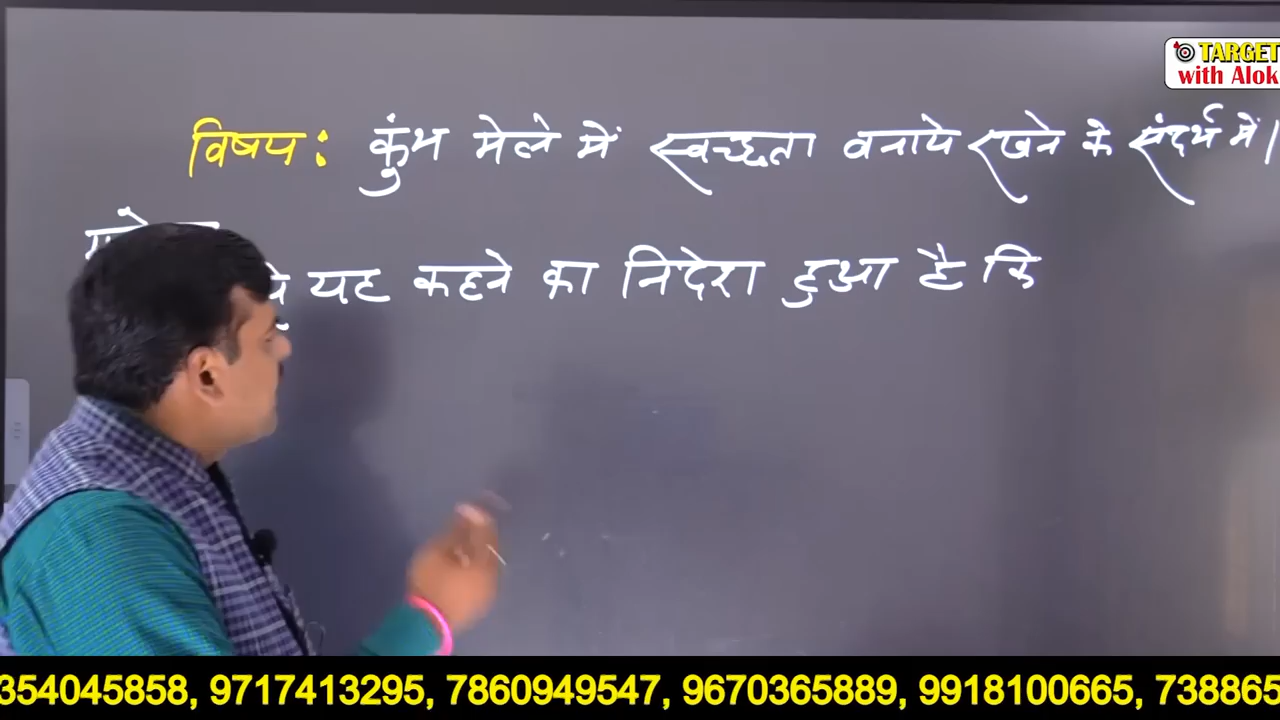 TARGET
with Alok
विषय: कुंभ मेले में स्वच्छता बनाये रखने के संदर्भ में।
यह कहने का निर्देश हुआ है कि
354045858, 9717413295, 7860949547, 9670365889, 9918100665, 738865